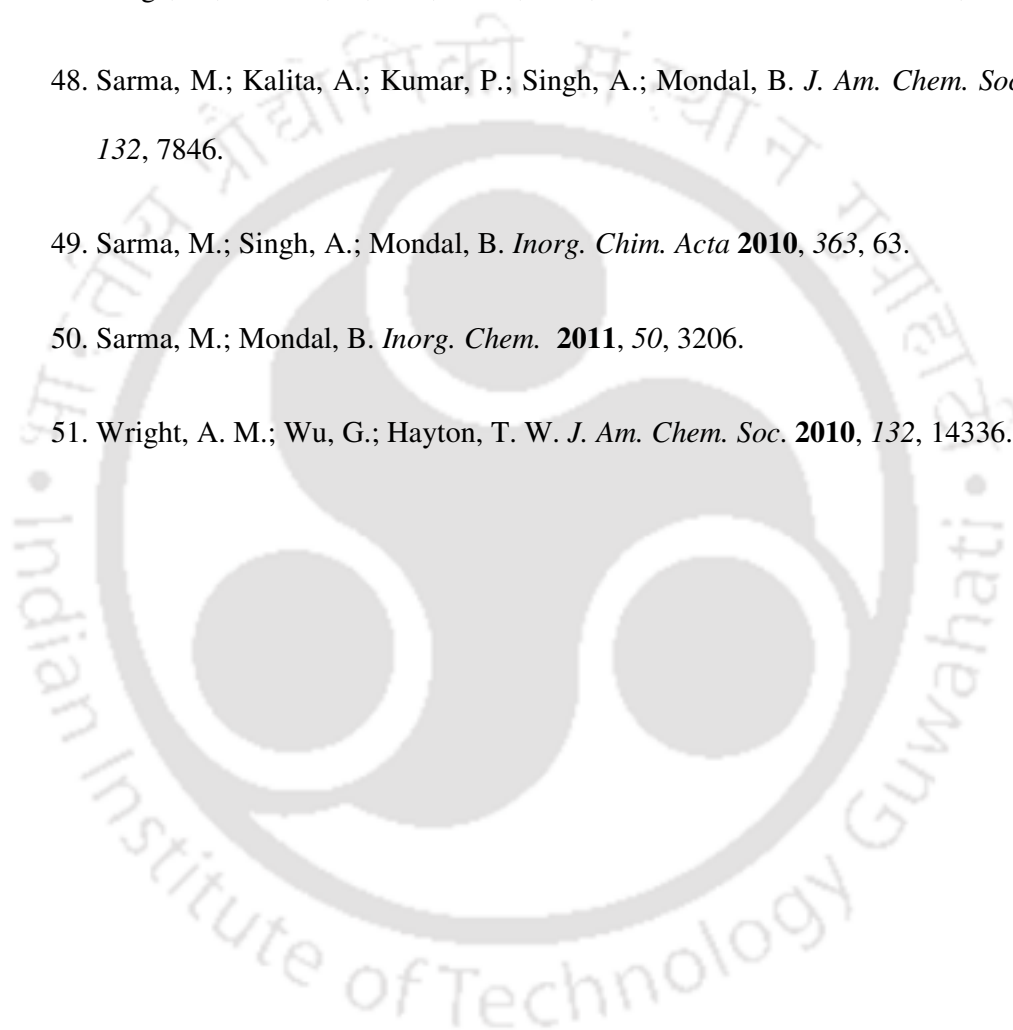 48. Sarma, M.; Kalita, A.; Kumar, P.; Singh, A.; Mondal, B. J. Am. Chem. Soc
132, 7846.
49. Sarma, M.; Singh, A.; Mondal, B. Inorg. Chim. Acta 2010, 363, 63.
50. Sarma, M.; Mondal, B. Inorg. Chem. 2011, 50, 3206.
51. Wright, A. M.; Wu, G.; Hayton, T. W. J. Am. Chem. Soc. 2010, 132, 14336.
भारतीय प्रौद्योगिकी संस्थान गुवाहाटी
Indian Institute of Technology Guwahati